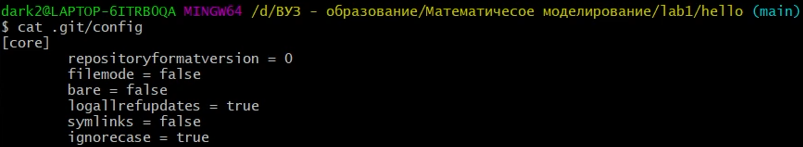 dark2@LAPTOP-6ITRB0QA MINGW64 /d/ВУЗ - образование/Математичесое моделирование/lab1/hello (main)
$ cat .git/config
[core]
        repositoryformatversion = 0
        filemode = false
        bare = false
        logallrefupdates = true
        symlinks = false
        ignorecase = true